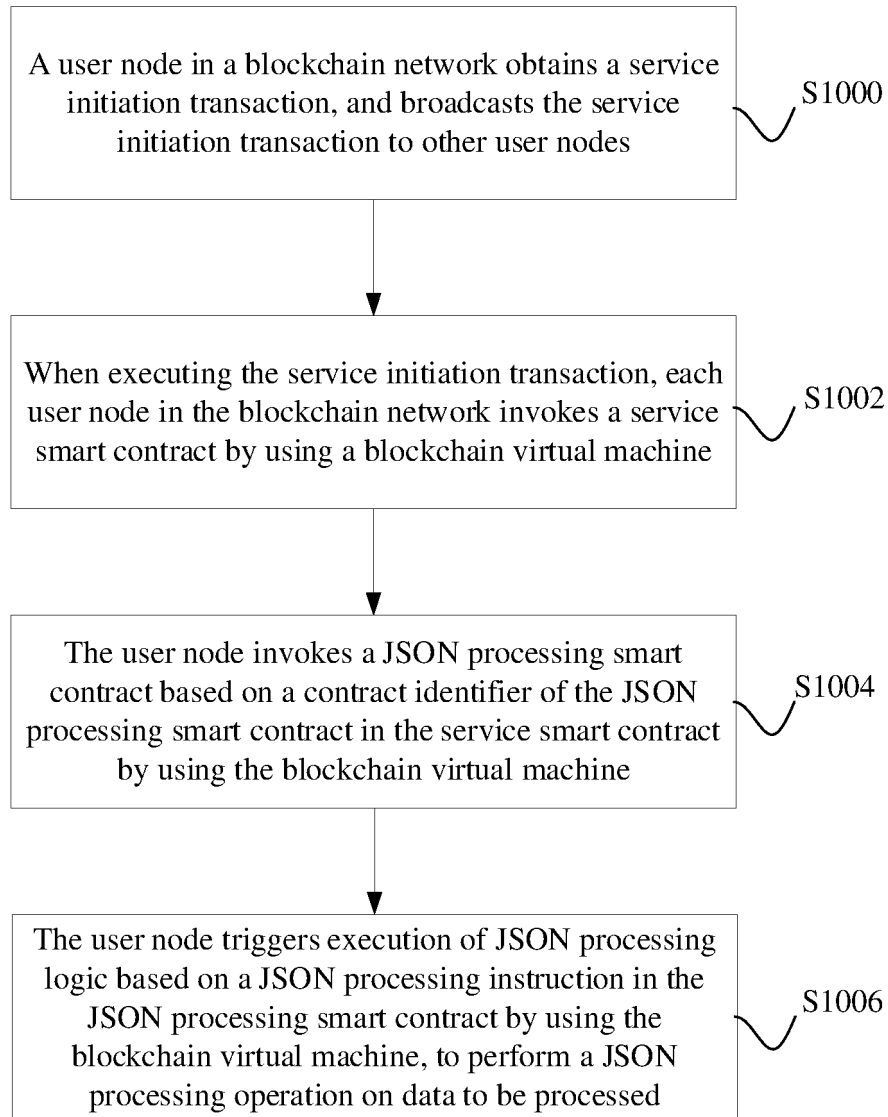 A user node in a blockchain network obtains a service
initiation transaction, and broadcasts the service
initiation transaction to other user nodes
S1000
When executing the service initiation transaction, each
user node in the blockchain network invokes a service
smart contract by using a blockchain virtual machine
S1002
The user node invokes a JSON processing smart
contract based on a contract identifier of the JSON
processing smart contract in the service smart contract
by using the blockchain virtual machine
S1004
The user node triggers execution of JSON processing
logic based on a JSON processing instruction in the
JSON processing smart contract by using the
blockchain virtual machine, to perform a JSON
processing operation on data to be processed
S1006